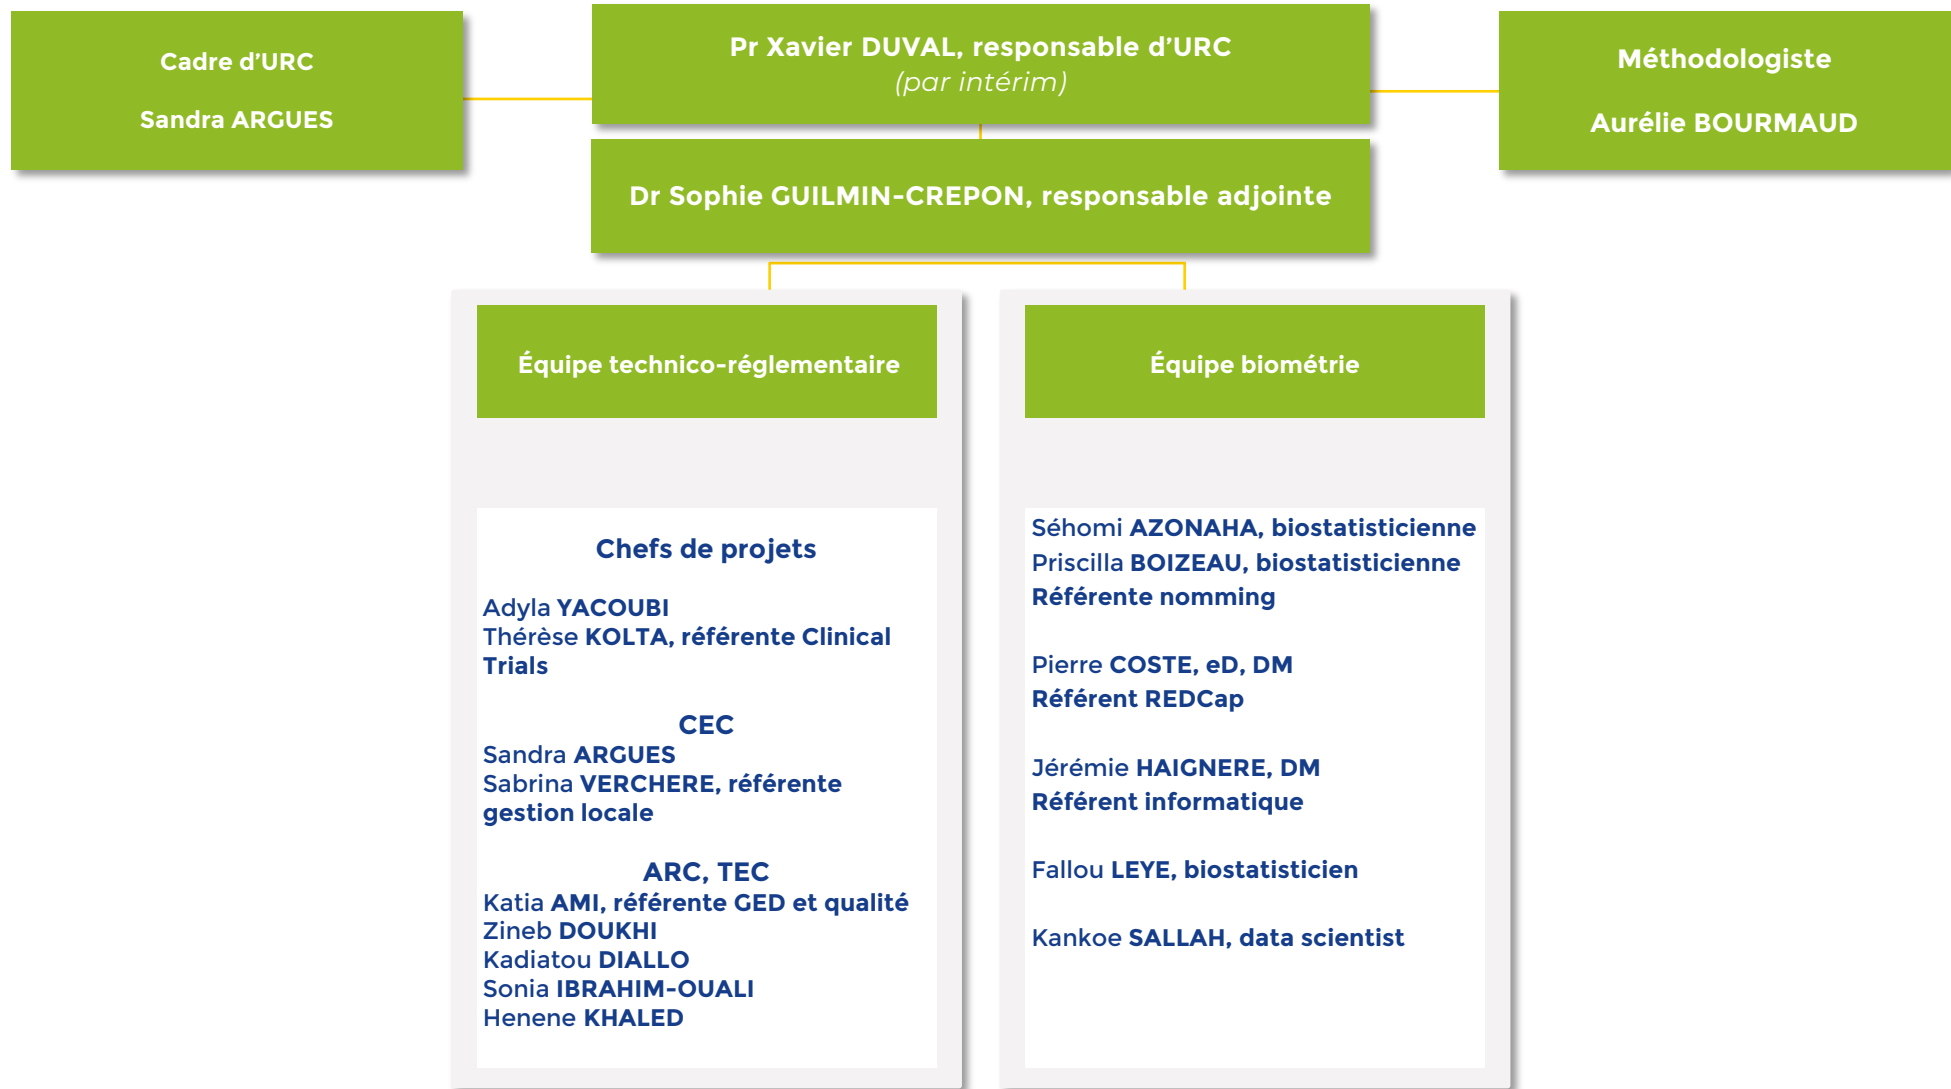 Cadre d’URC
Sandra ARGUES
Pr Xavier DUVAL, responsable d’URC
(par intérim)
Méthodologiste
Aurélie BOURMAUD
Dr Sophie GUILMIN-CREPON, responsable adjointe
Équipe technico-réglementaire
Chefs de projets
Adyla YACOUBI
Thérèse KOLTA, référente Clinical
Trials
CEC
Sandra ARGUES
Sabrina VERCHERE, référente
gestion locale
ARC, TEC
Katia AMI, référente GED et qualité
Zineb DOUKHI
Kadiatou DIALLO
Sonia IBRAHIM-OUALI
Henene KHALED
Équipe biométrie
Séhomi AZONAHA, biostatisticienne
Priscilla BOIZEAU, biostatisticienne
Référente nomming
Pierre COSTE, eD, DM
Référent REDCap
Jérémie HAIGNERE, DM
Référent informatique
Fallou LEYE, biostatisticien
Kankoe SALLAH, data scientist